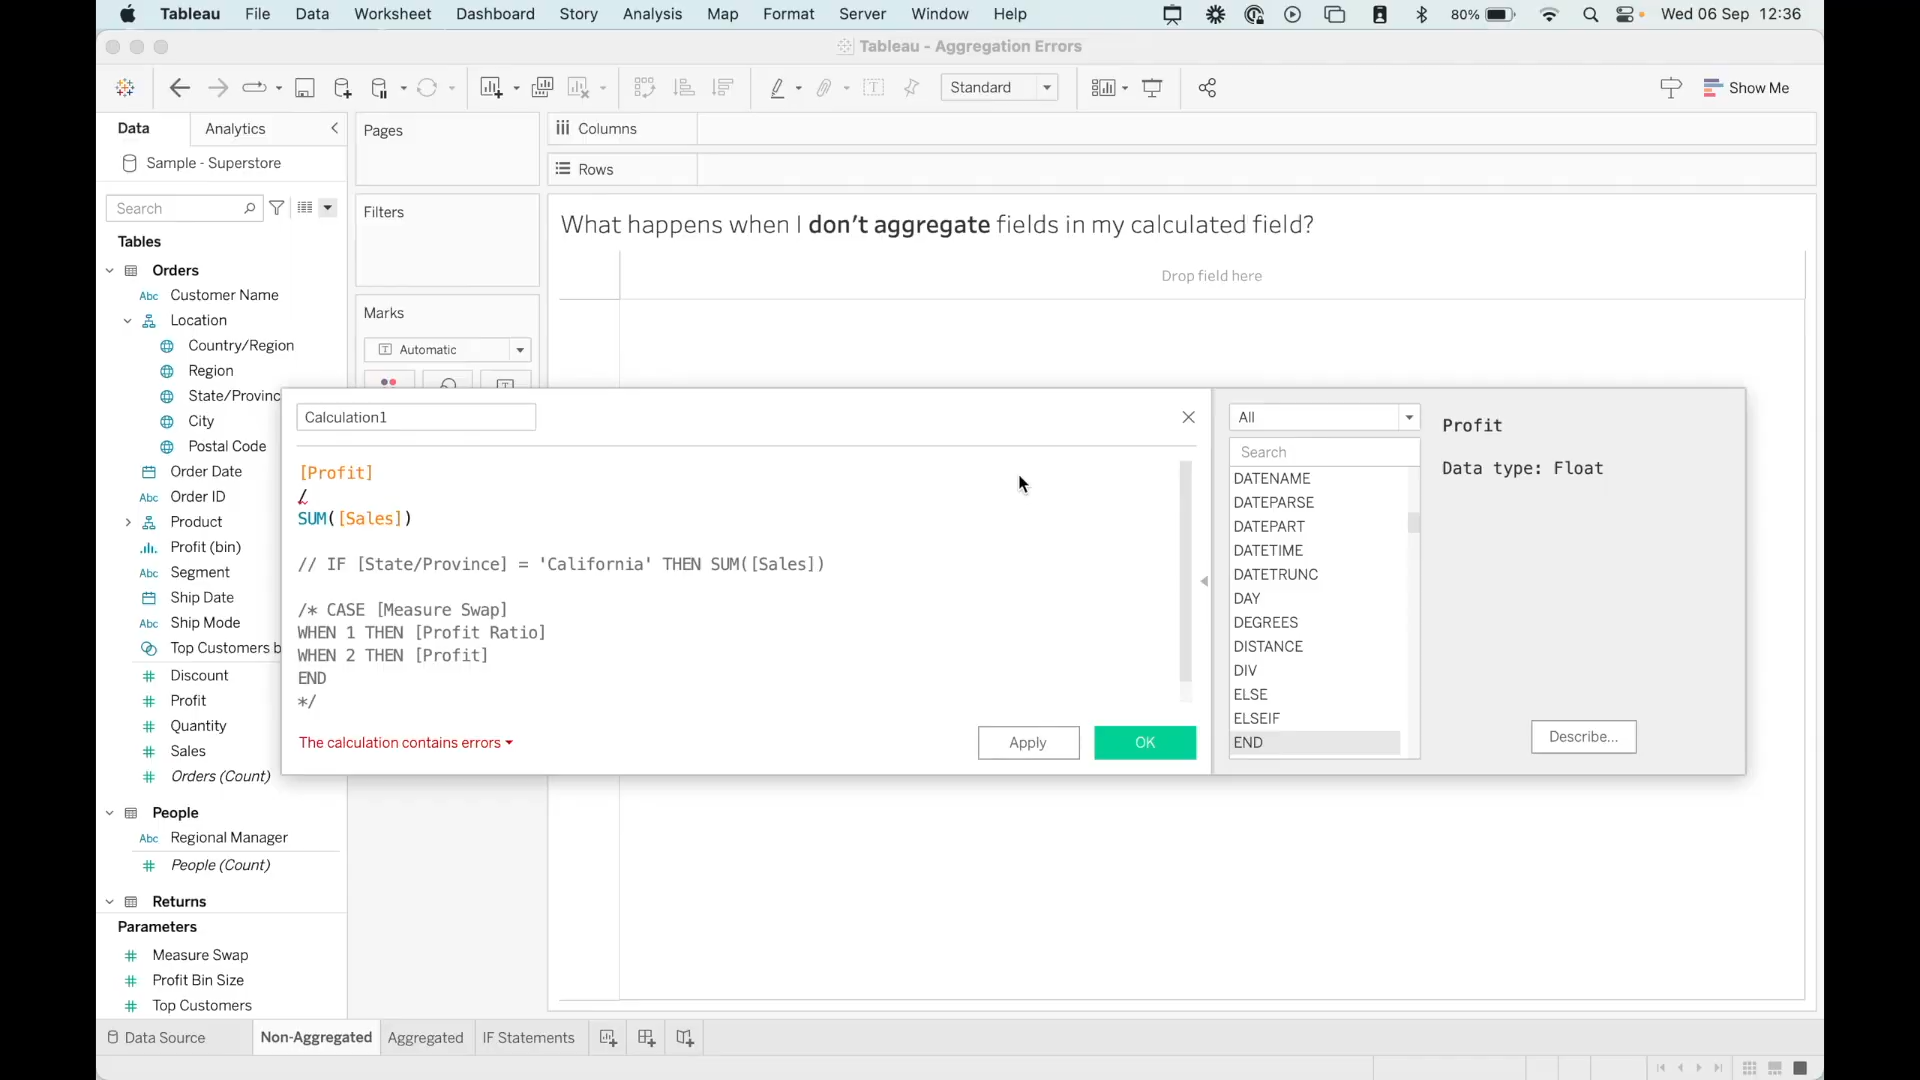 Tableau File Data Worksheet Dashboard Story Analysis Map Format Server Window Help 80% Wed 06 Sep 12:36
Tableau - Aggregation Errors
Standard Show Me
Data Analytics
Sample - Superstore
Search
Tables
Orders
Abc Customer Name
Location
Country/Region
Region
State/Provinc
City
Postal Code
Order Date
Abc Order ID
Product
Profit (bin)
Abc Segment
Ship Date
Abc Ship Mode
Top Customers b
Discount
Profit
Quantity
Sales
Orders (Count)
People
Abc Regional Manager
People (Count)
Returns
Parameters
Measure Swap
Profit Bin Size
Top Customers
Pages
Filters
Marks
Automatic
Columns
Rows
What happens when I don't aggregate fields in my calculated field?
Drop field here
Calculation1
[Profit]
/
SUM([Sales])
// IF [State/Province] = 'California' THEN SUM([Sales])
/* CASE [Measure Swap]
WHEN 1 THEN [Profit Ratio]
WHEN 2 THEN [Profit]
END
*/
The calculation contains errors
Apply OK
All
Search
DATENAME
DATEPARSE
DATEPART
DATETIME
DATETRUNC
DAY
DEGREES
DISTANCE
DIV
ELSE
ELSEIF
END
Profit
Data type: Float
Describe...
Data Source Non-Aggregated Aggregated IF Statements